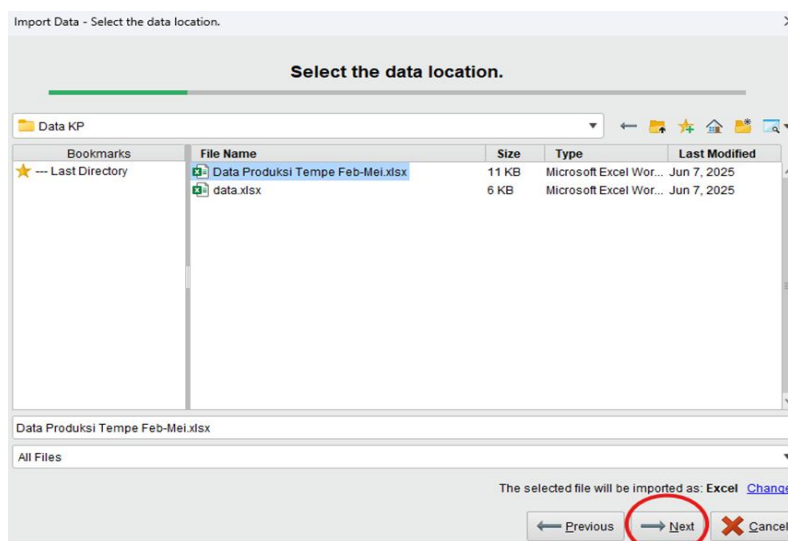 Import Data - Select the data location.
Select the data location.
Data KP
Bookmarks File Name Size Type Last Modified
--- Last Directory Data Produksi Tempe Feb-Mei.xlsx 11 KB Microsoft Excel Wor... Jun 7, 2025
data.xlsx 6 KB Microsoft Excel Wor... Jun 7, 2025
Data Produksi Tempe Feb-Mei.xlsx
All Files
The selected file will be imported as: Excel Change
Previous Next Cancel